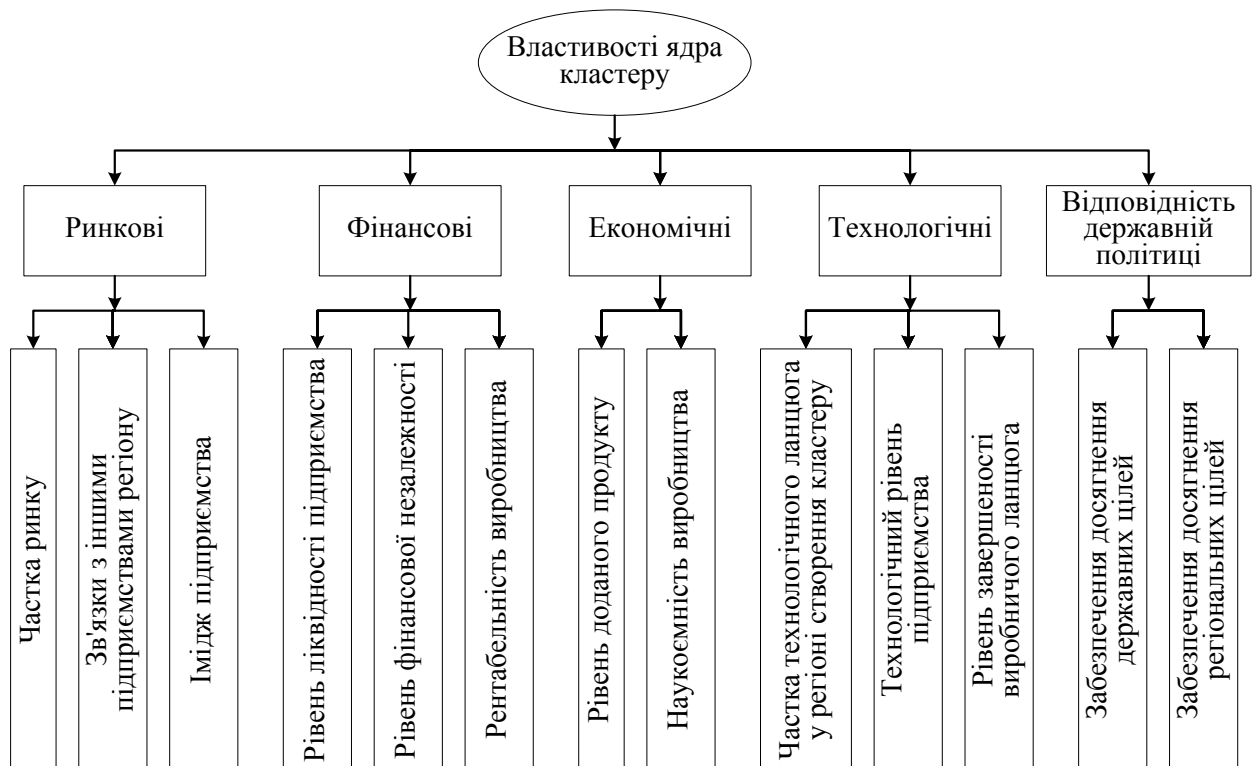 Властивості ядра
кластеру
Ринкові
Фінансові
Економічні
Технологічні
Відповідність
державній
політиці
Частка ринку
Зв'язки з іншими
підприємствами регіону
Імідж підприємства
Рівень ліквідності підприємства
Рівень фінансової незалежності
Рентабельність виробництва
Рівень доданого продукту
Наукоємність виробництва
Частка технологічного ланцюга
у регіоні створення кластеру
Технологічний рівень
підприємства
Рівень завершеності
виробничого ланцюга
Забезпечення досягнення
державних цілей
Забезпечення досягнення
регіональних цілей